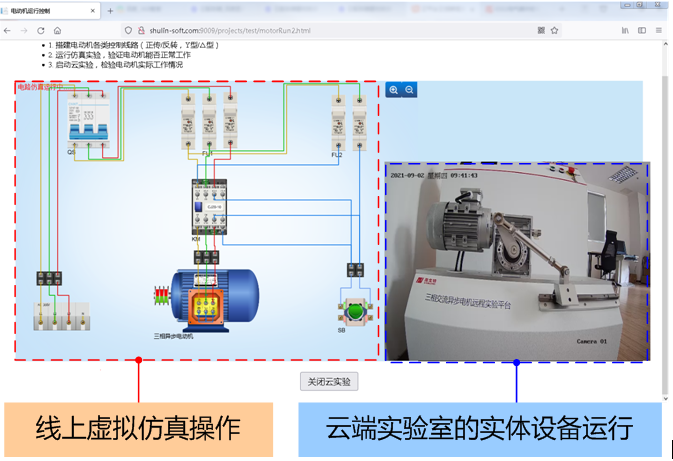 电动机运行控制
shuilin-soft.com:9009/projects/test/motorRun2.html
1. 搭建电动机各类控制线路（正传/反转，Y型/△型）
2. 运行仿真实验，验证电动机能否正常工作
3. 启动云实验，检验电动机实际工作情况
电路仿真运行中
QS
FU1
FU2
KM
三相异步电动机
SB
2021-09-02 星期四 09:41:43
三相交流异步电机远程实验平台
Camera 01
关闭云实验
线上虚拟仿真操作
云端实验室的实体设备运行